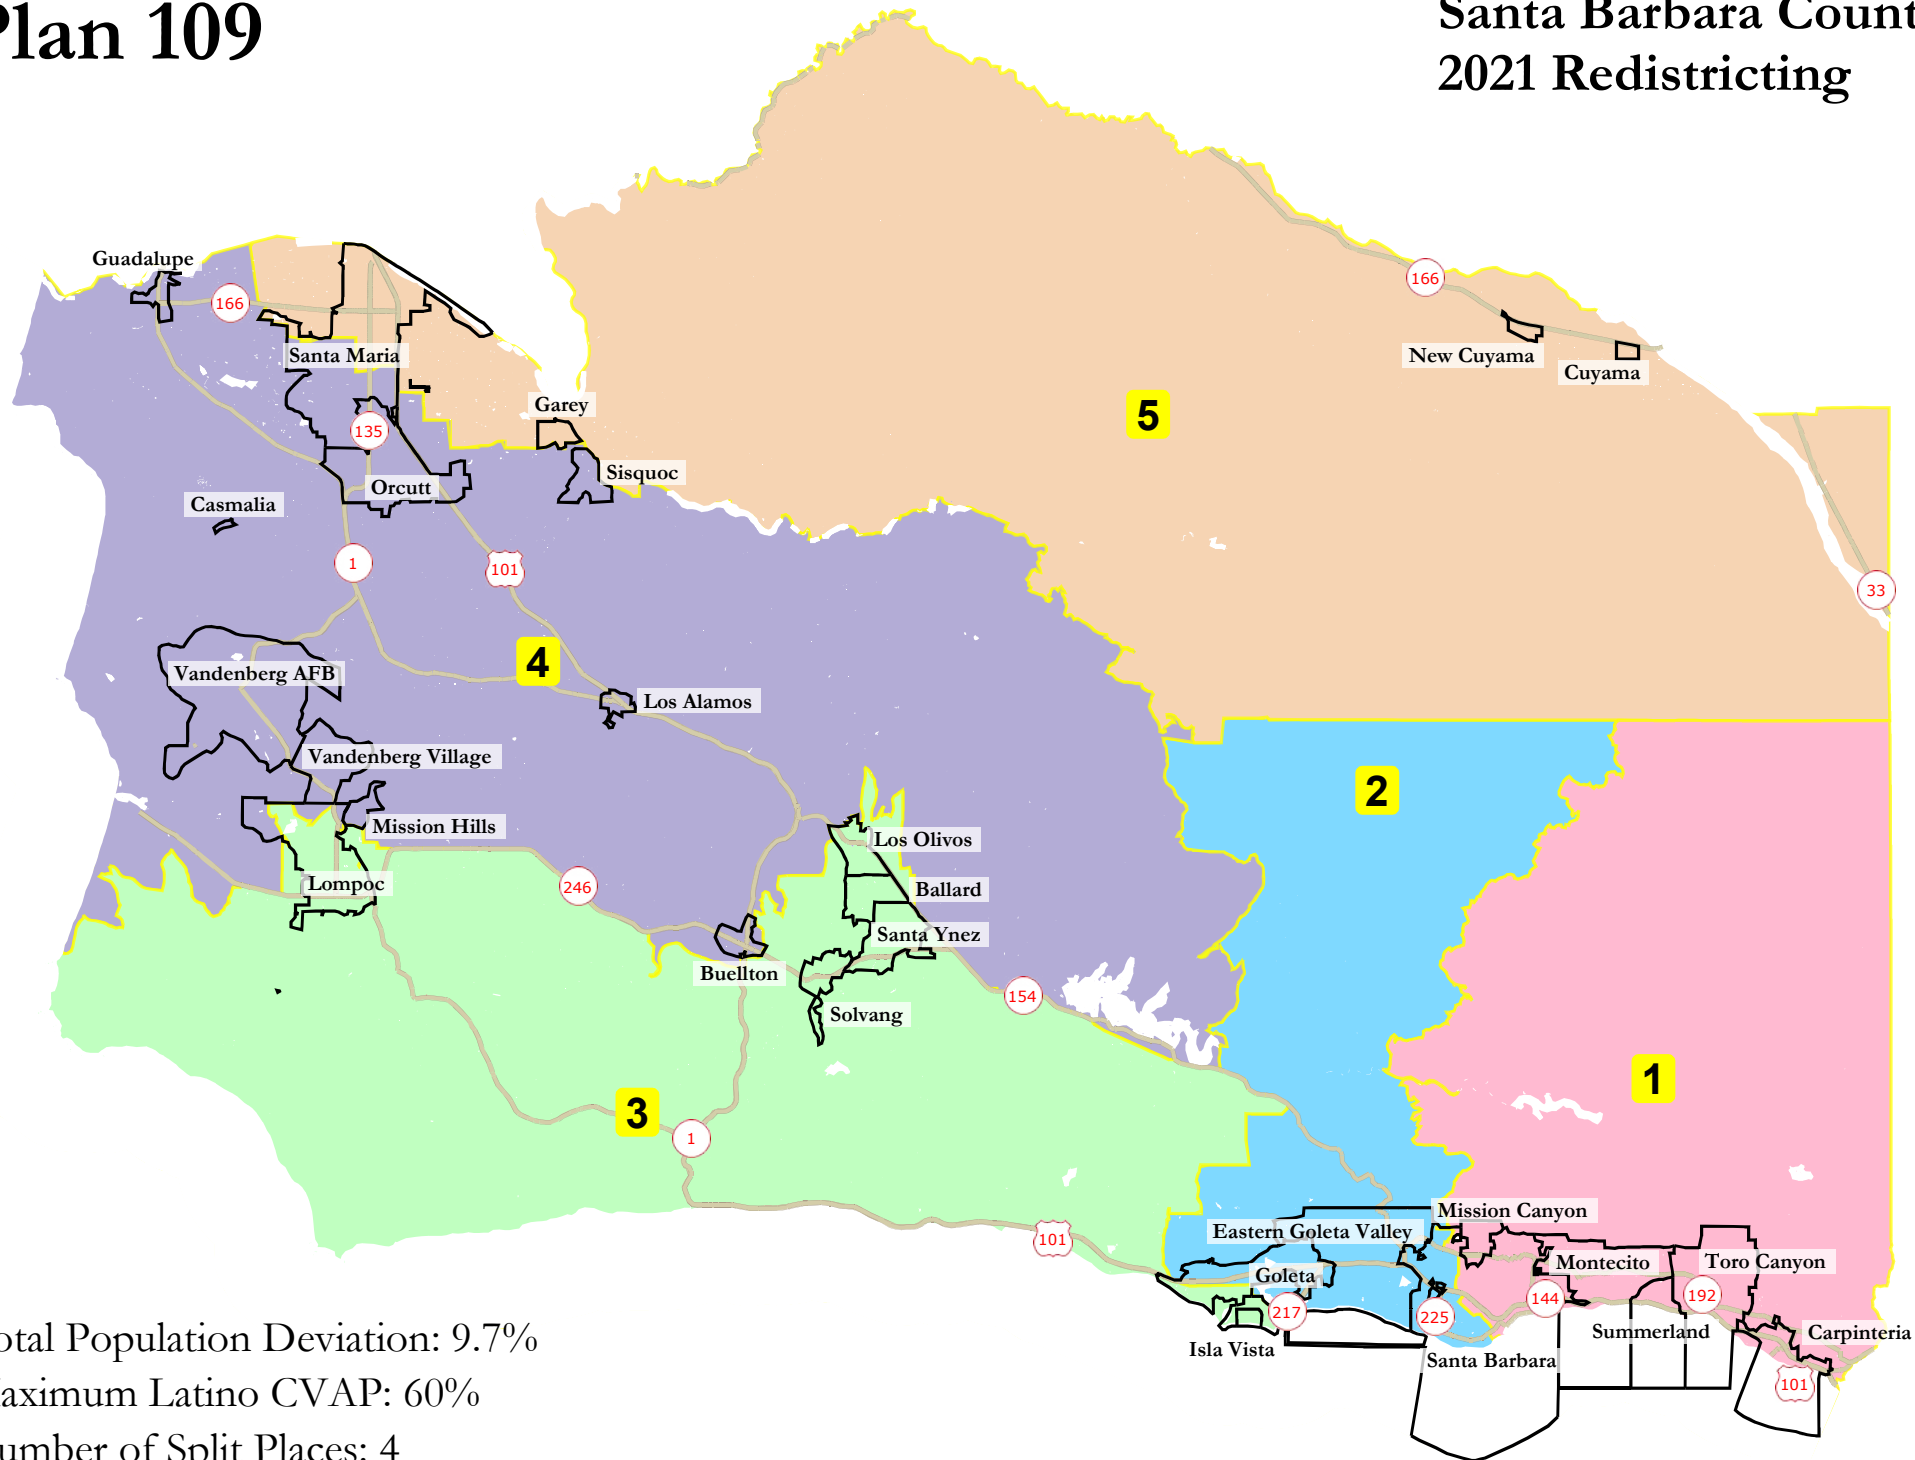 Plan 109
Santa Barbara Count
2021 Redistricting
Guadalupe
166
Santa Maria
135
Garey
Sisquoc
Orcutt
Casmalia
1
101
166
New Cuyama
Cuyama
5
33
Vandenberg AFB
4
Los Alamos
Vandenberg Village
Mission Hills
Lompoc
246
Los Olivos
Ballard
Santa Ynez
Buellton
Solvang
154
2
1
3
1
101
Mission Canyon
Eastern Goleta Valley
Goleta
Montecito
Toro Canyon
217
225
144
192
Isla Vista
Santa Barbara
Summerland
Carpinteria
101
otal Population Deviation: 9.7%
aximum Latino CVAP: 60%
umber of Split Places: 4